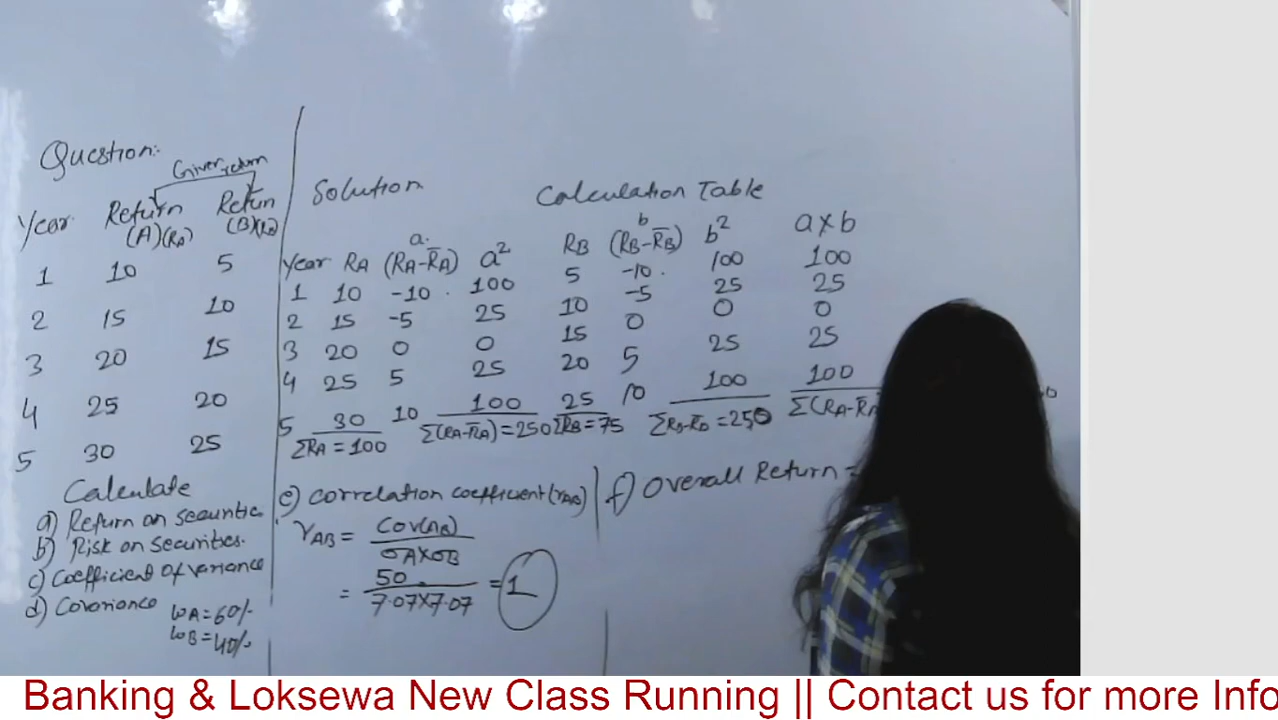 Question:
Given return
Year Return (A)(RA) Return (B)(RB)
1 10 5
2 15 10
3 20 15
4 25 20
5 30 25
Calculate
a) Return on securities
b) Risk on securities.
c) Coefficient of variance
d) Covariance
WA=60%
WB=40%
Solution
Calculation Table
Year RA a (RA-R̄A) a² RB b (RB-R̄B) b² a×b
1 10 -10 100 5 -10 100 100
2 15 -5 25 10 -5 25 25
3 20 0 0 15 0 0 0
4 25 5 25 20 5 25 25
5 30 10 100 25 10 100 100
ΣRA = 100 Σ(RA-R̄A) = 250 ΣRB = 75 ΣRB-R̄B = 250 Σ(RA-R̄A
e) correlation coefficient (rAB)
rAB = Cov(AB) / σA×σB
= 50 / 7.07×7.07 = 1
f) Overall Return =
Banking & Loksewa New Class Running || Contact us for more Info